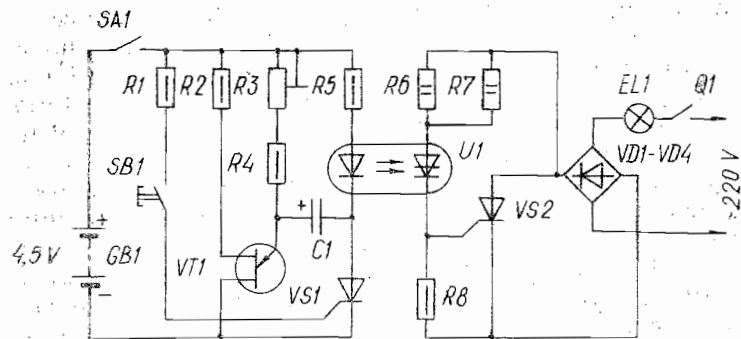 SA1
R1
R2
R3
R5
R6
R7
EL1
Q1
SB1
R4
U1
VD1-VD4
~220 V
+
4,5 V
GB1
−
VT1
+
C1
VS1
VS2
R8